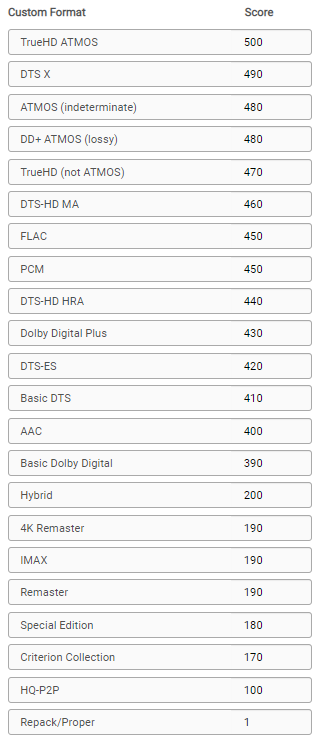 Custom Format Score
TrueHD ATMOS 500
DTS X 490
ATMOS (indeterminate) 480
DD+ ATMOS (lossy) 480
TrueHD (not ATMOS) 470
DTS-HD MA 460
FLAC 450
PCM 450
DTS-HD HRA 440
Dolby Digital Plus 430
DTS-ES 420
Basic DTS 410
AAC 400
Basic Dolby Digital 390
Hybrid 200
4K Remaster 190
IMAX 190
Remaster 190
Special Edition 180
Criterion Collection 170
HQ-P2P 100
Repack/Proper 1